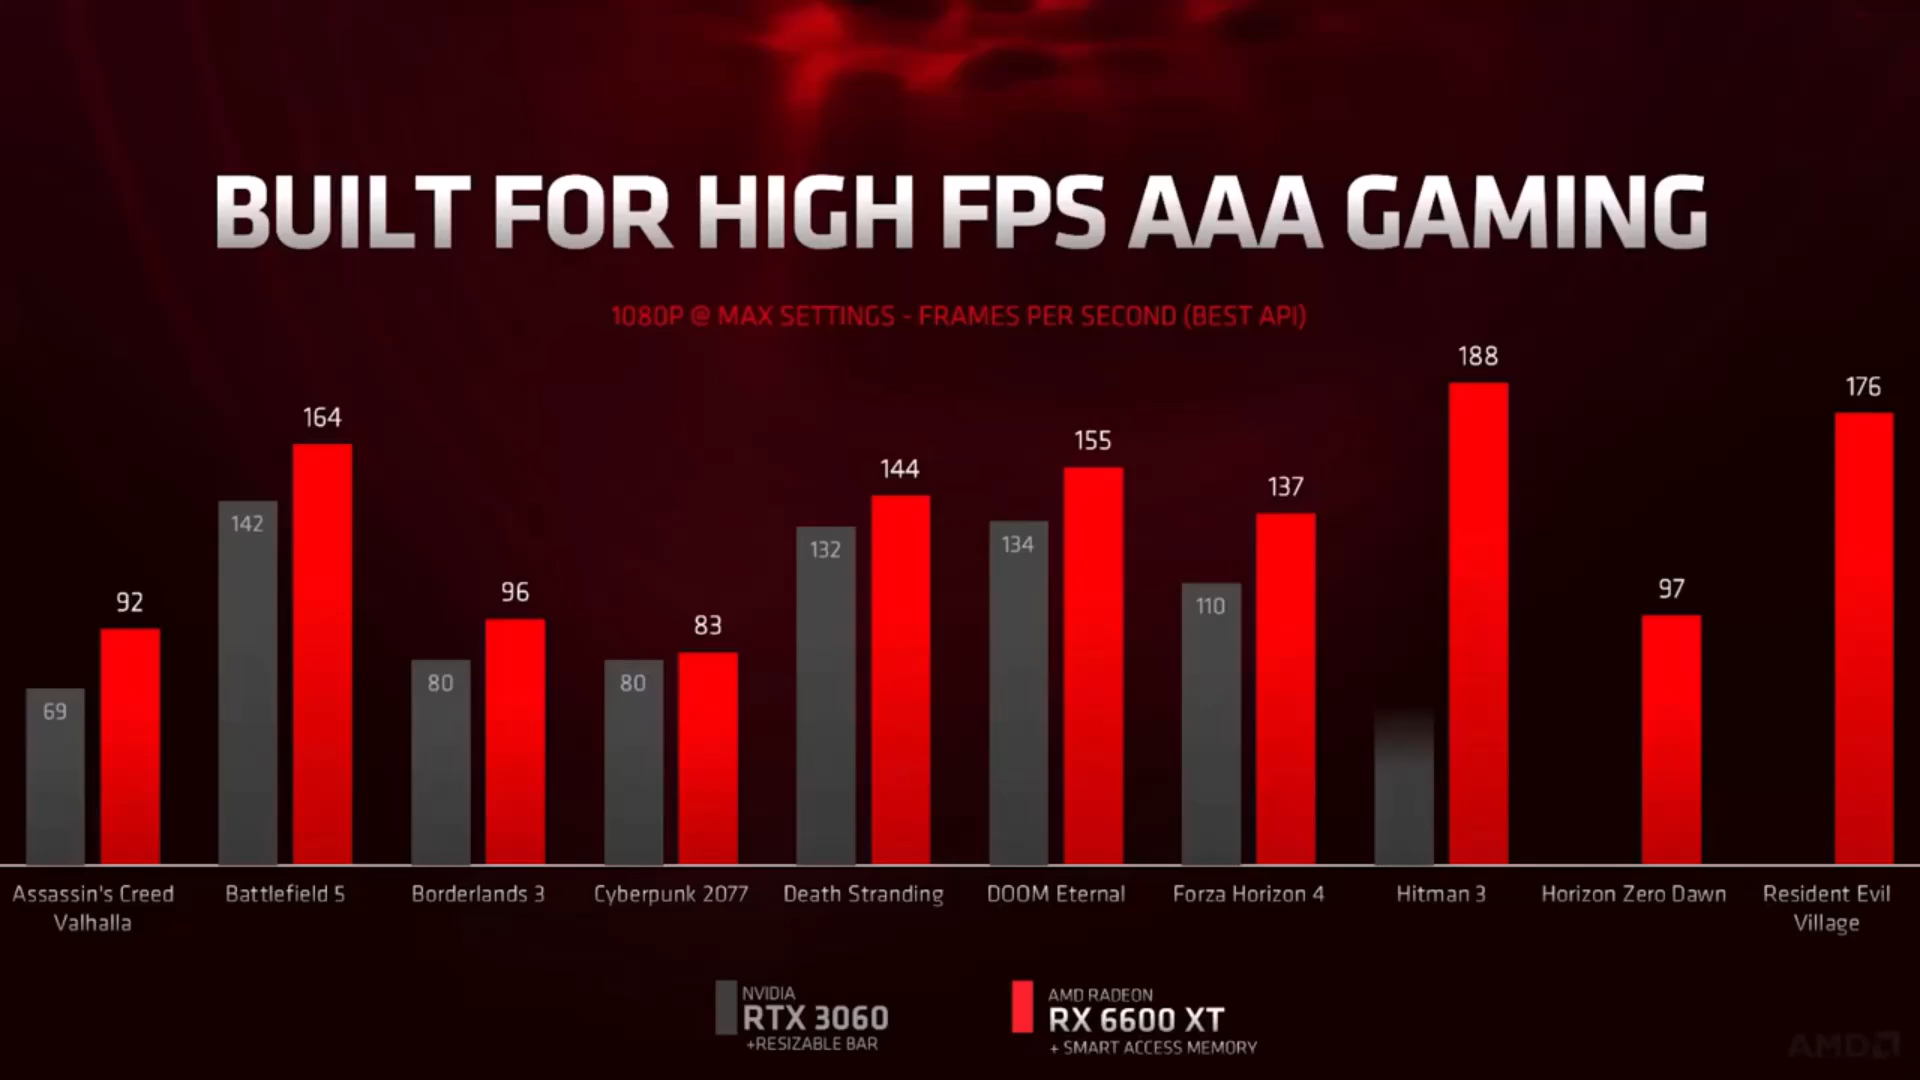 BUILT FOR HIGH FPS AAA GAMING
1080P @ MAX SETTINGS - FRAMES PER SECOND (BEST API)
69
92
142
164
80
96
80
83
132
144
134
155
110
137
188
97
176
Assassin's Creed
Valhalla
Battlefield 5
Borderlands 3
Cyberpunk 2077
Death Stranding
DOOM Eternal
Forza Horizon 4
Hitman 3
Horizon Zero Dawn
Resident Evil
Village
NVIDIA
RTX 3060
+RESIZABLE BAR
AMD RADEON
RX 6600 XT
+ SMART ACCESS MEMORY
AMD